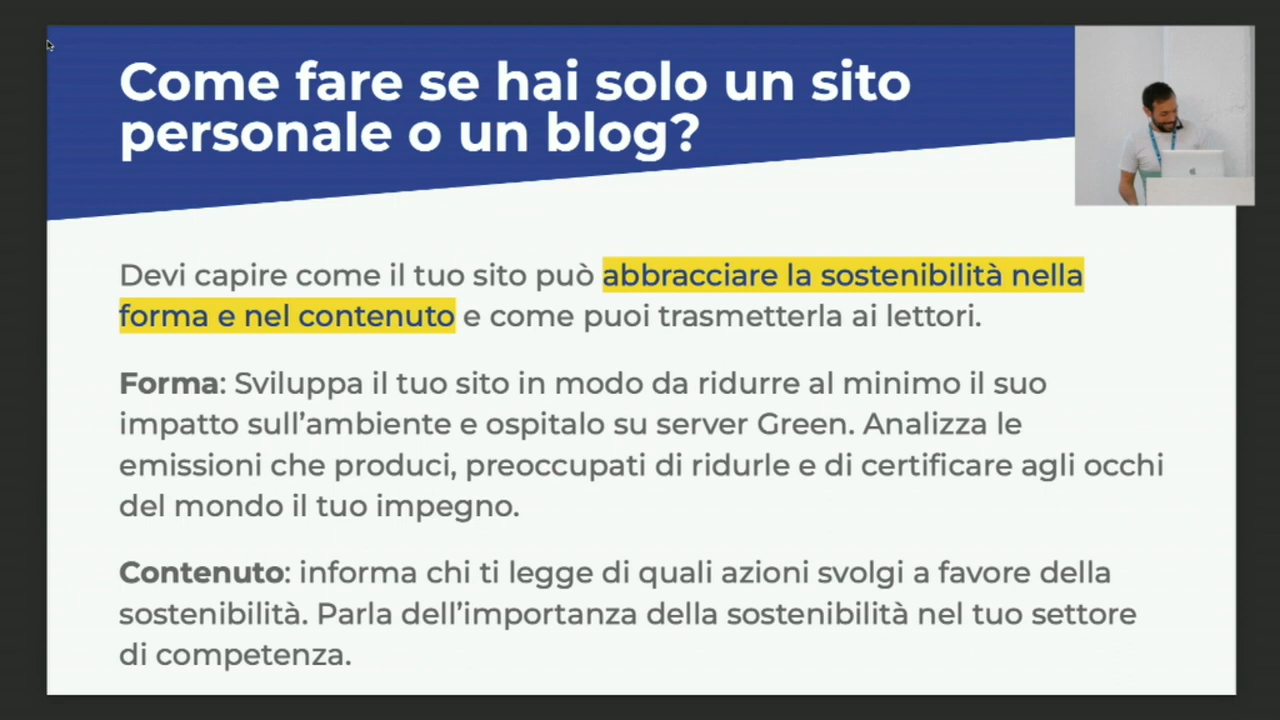 Come fare se hai solo un sito
personale o un blog?
Devi capire come il tuo sito può abbracciare la sostenibilità nella
forma e nel contenuto e come puoi trasmetterla ai lettori.
Forma: Sviluppa il tuo sito in modo da ridurre al minimo il suo
impatto sull’ambiente e ospitalo su server Green. Analizza le
emissioni che produci, preoccupati di ridurle e di certificare agli occhi
del mondo il tuo impegno.
Contenuto: informa chi ti legge di quali azioni svolgi a favore della
sostenibilità. Parla dell’importanza della sostenibilità nel tuo settore
di competenza.